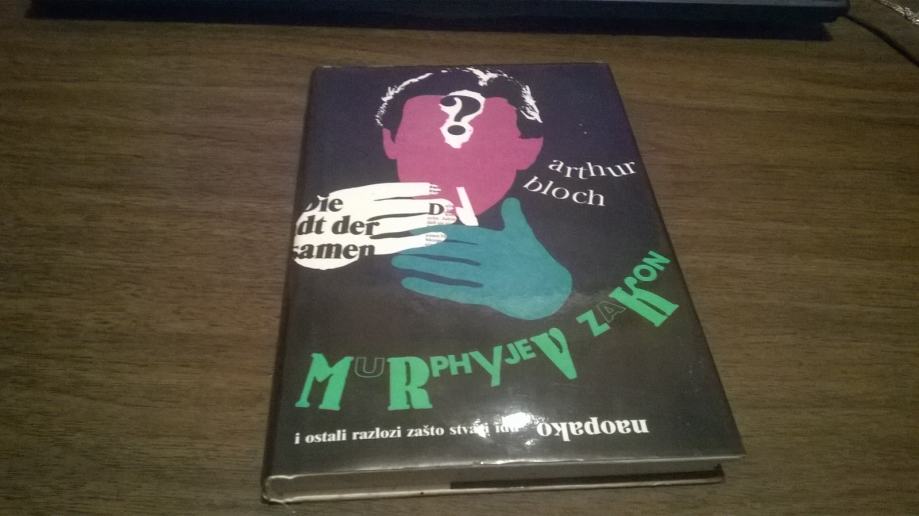 ?
arthur
bloch
Die
dt der
samen
D
MURPHYJEV ZAKON
i ostali razlozi zašto stvari idu naopako